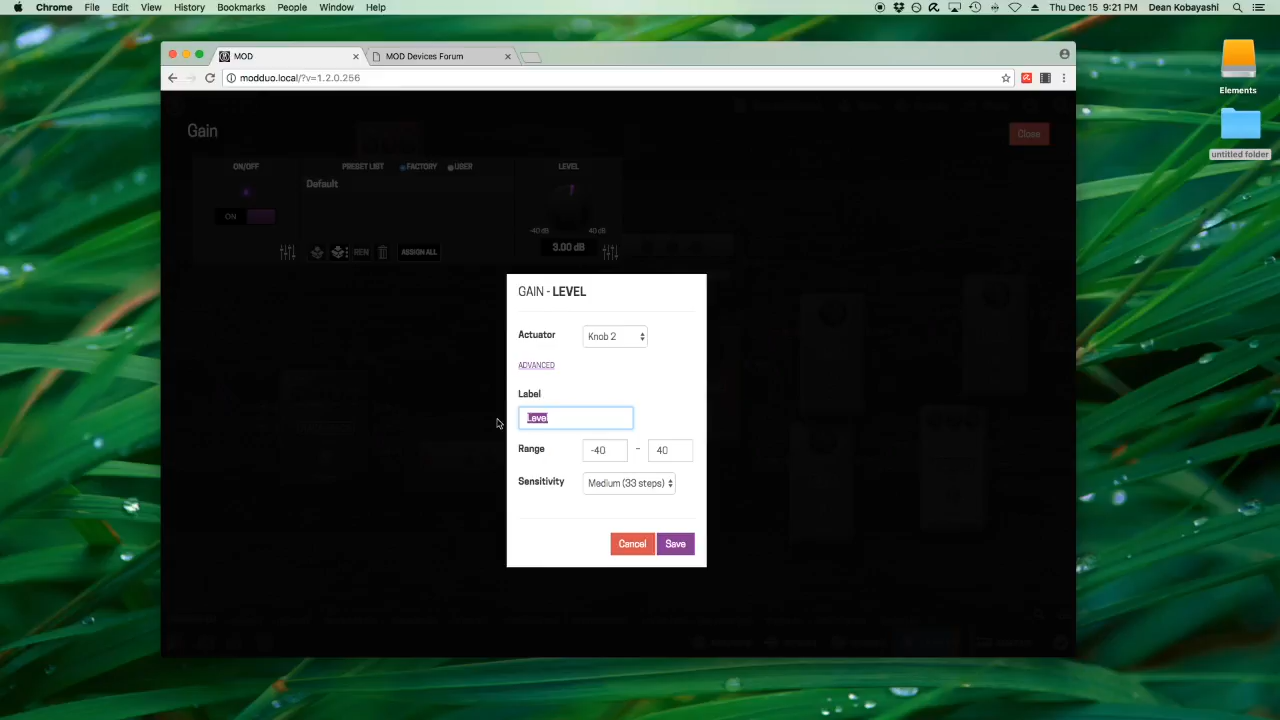 Chrome File Edit View History Bookmarks People Window Help Thu Dec 15 9:21 PM Dean Kobayashi
MOD MOD Devices Forum
modduo.local/?v=1.2.0.256
Elements
untitled folder
Gain Close
ON/OFF PRESET LIST FACTORY USER LEVEL
Default
ON
-40 dB 40 dB
REN ASSIGN ALL 3.00 dB
GAIN - LEVEL
Actuator Knob 2
ADVANCED
Label
Level
Range -40 - 40
Sensitivity Medium (33 steps)
Cancel Save